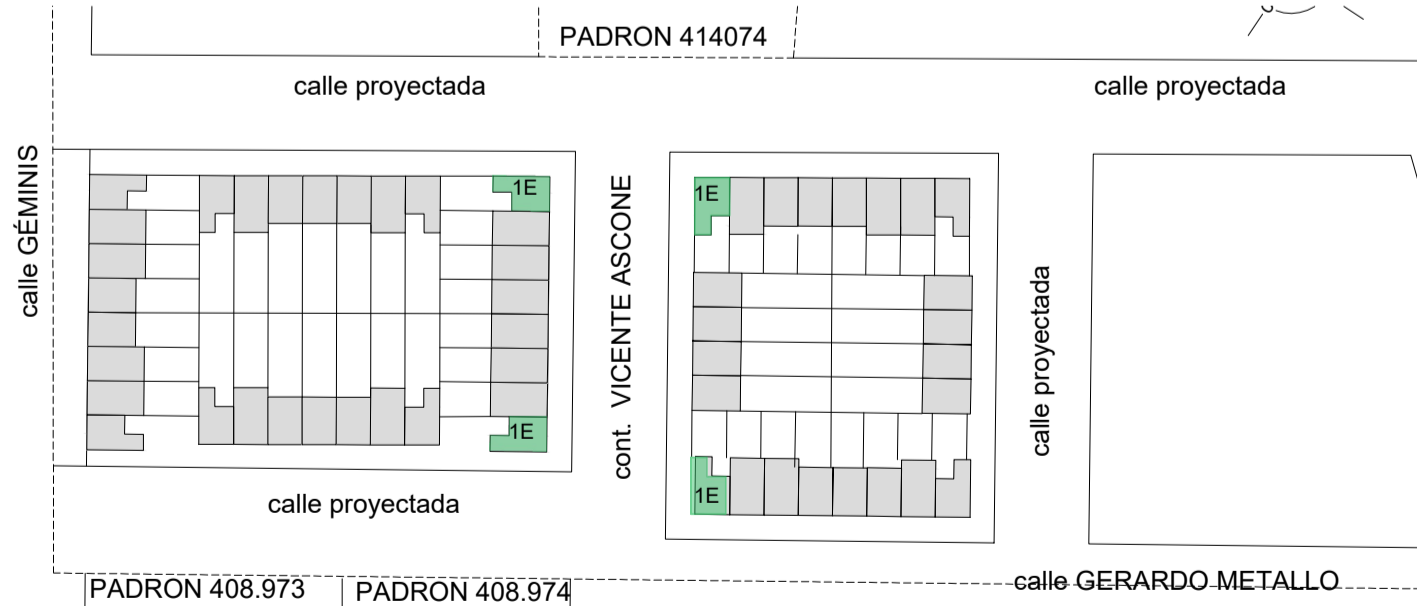 PADRON 414074
calle proyectada
calle proyectada
calle GÉMINIS
1E
1E
cont. VICENTE ASCONE
1E
1E
calle proyectada
calle proyectada
PADRON 408.973
PADRON 408.974
calle GERARDO METALLO